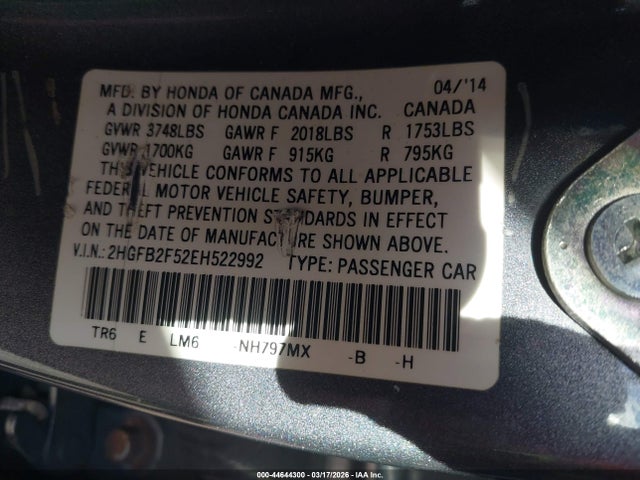 MFD. BY HONDA OF CANADA MFG., 04/'14
A DIVISION OF HONDA CANADA INC. CANADA
GVWR 3748LBS GAWR F 2018LBS R 1753LBS
GVWR 1700KG GAWR F 915KG R 795KG
THIS VEHICLE CONFORMS TO ALL APPLICABLE
FEDERAL MOTOR VEHICLE SAFETY, BUMPER,
AND THEFT PREVENTION STANDARDS IN EFFECT
ON THE DATE OF MANUFACTURE SHOWN ABOVE.
V.I.N.: 2HGFB2F52EH522992 TYPE: PASSENGER CAR
TR6 E LM6 -NH797MX -B -H
000-44644300 - 03/17/2026 - IAA Inc.